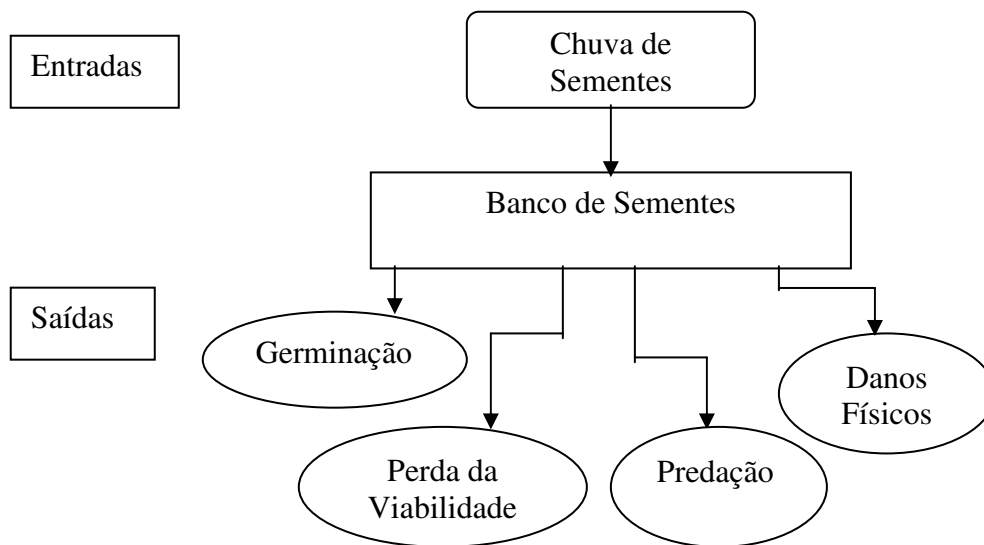 Entradas
Chuva de
Sementes
Banco de Sementes
Saídas
Germinação
Danos
Físicos
Perda da
Viabilidade
Predação